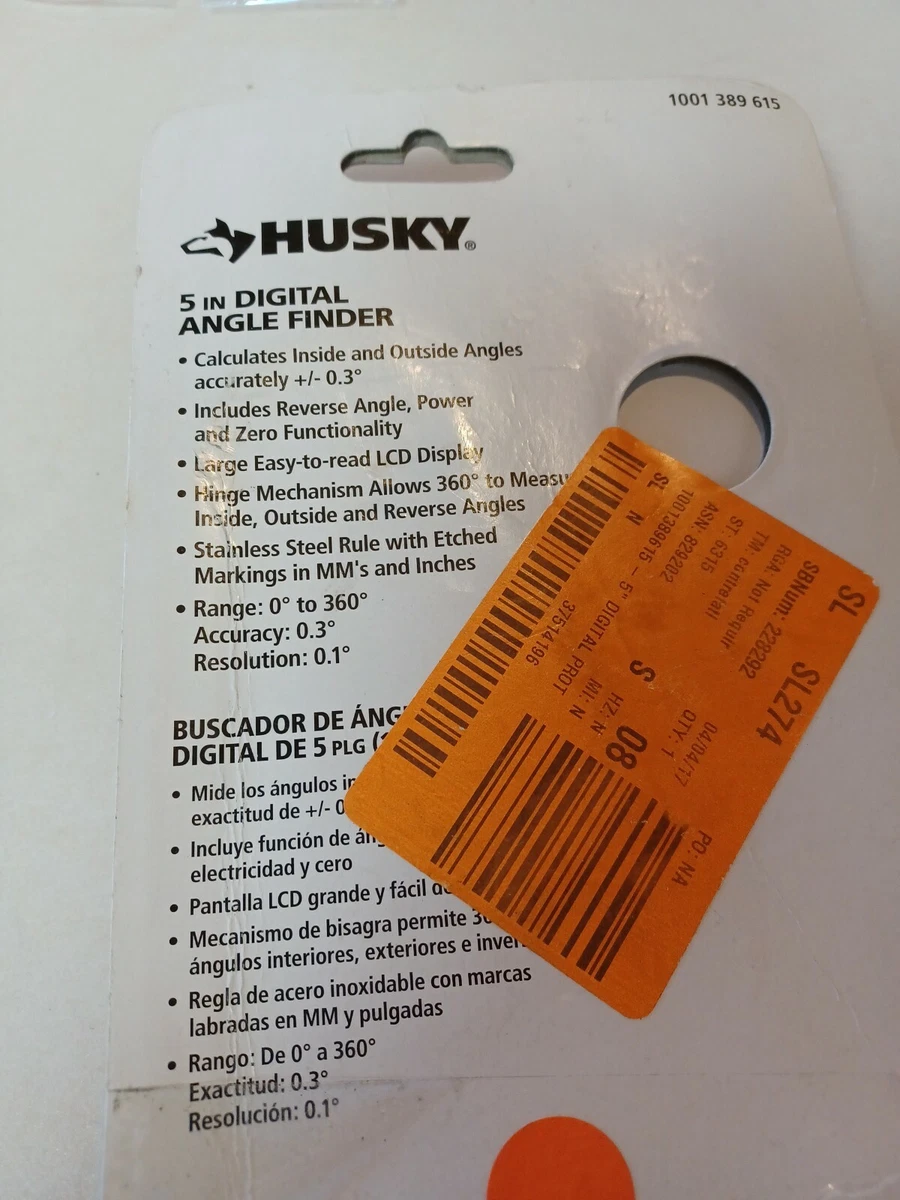 1001 389 615
HUSKY®
5 IN DIGITAL
ANGLE FINDER
• Calculates Inside and Outside Angles
accurately +/- 0.3°
• Includes Reverse Angle, Power
and Zero Functionality
• Large Easy-to-read LCD Display
• Hinge Mechanism Allows 360° to Measu
Inside, Outside and Reverse Angles
• Stainless Steel Rule with Etched
Markings in MM's and Inches
• Range: 0° to 360°
Accuracy: 0.3°
Resolution: 0.1°
BUSCADOR DE ÁNG
DIGITAL DE 5 PLG (
• Mide los ángulos in
exactitud de +/- 0
• Incluye función de án
electricidad y cero
• Pantalla LCD grande y fácil de
• Mecanismo de bisagra permite 3
ángulos interiores, exteriores e inver
• Regla de acero inoxidable con marcas
labradas en MM y pulgadas
• Rango: De 0° a 360°
Exactitud: 0.3°
Resolución: 0.1°
SL SL274
SBNum: 228292 PO: NA
RGA: Not Requir
TM: contratati 04/04/17
ST: 6315 QTY: 1
ASN: 829202 S 08
1001389615 - 5" DIGITAL PROT
HZ: N
MI: N
SL N
37514196